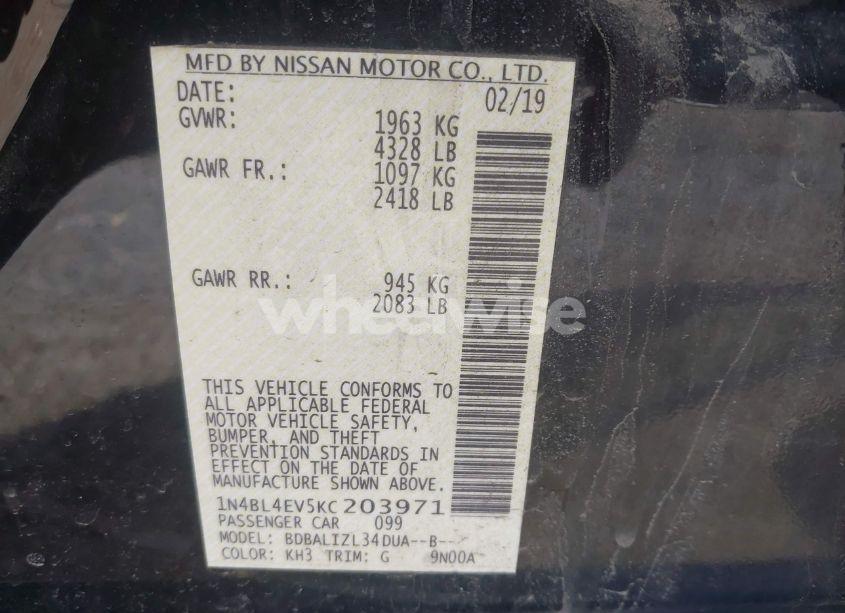 MFD BY NISSAN MOTOR CO., LTD.
DATE: 02/19
GVWR: 1963 KG
4328 LB
GAWR FR.: 1097 KG
2418 LB
GAWR RR.: 945 KG
2083 LB
wheelwise
THIS VEHICLE CONFORMS TO
ALL APPLICABLE FEDERAL
MOTOR VEHICLE SAFETY,
BUMPER, AND THEFT
PREVENTION STANDARDS IN
EFFECT ON THE DATE OF
MANUFACTURE SHOWN ABOVE.
1N4BL4EV5KC203971
PASSENGER CAR 099
MODEL: BDBALIZL34DUA--B--
COLOR: KH3 TRIM: G 9N00A